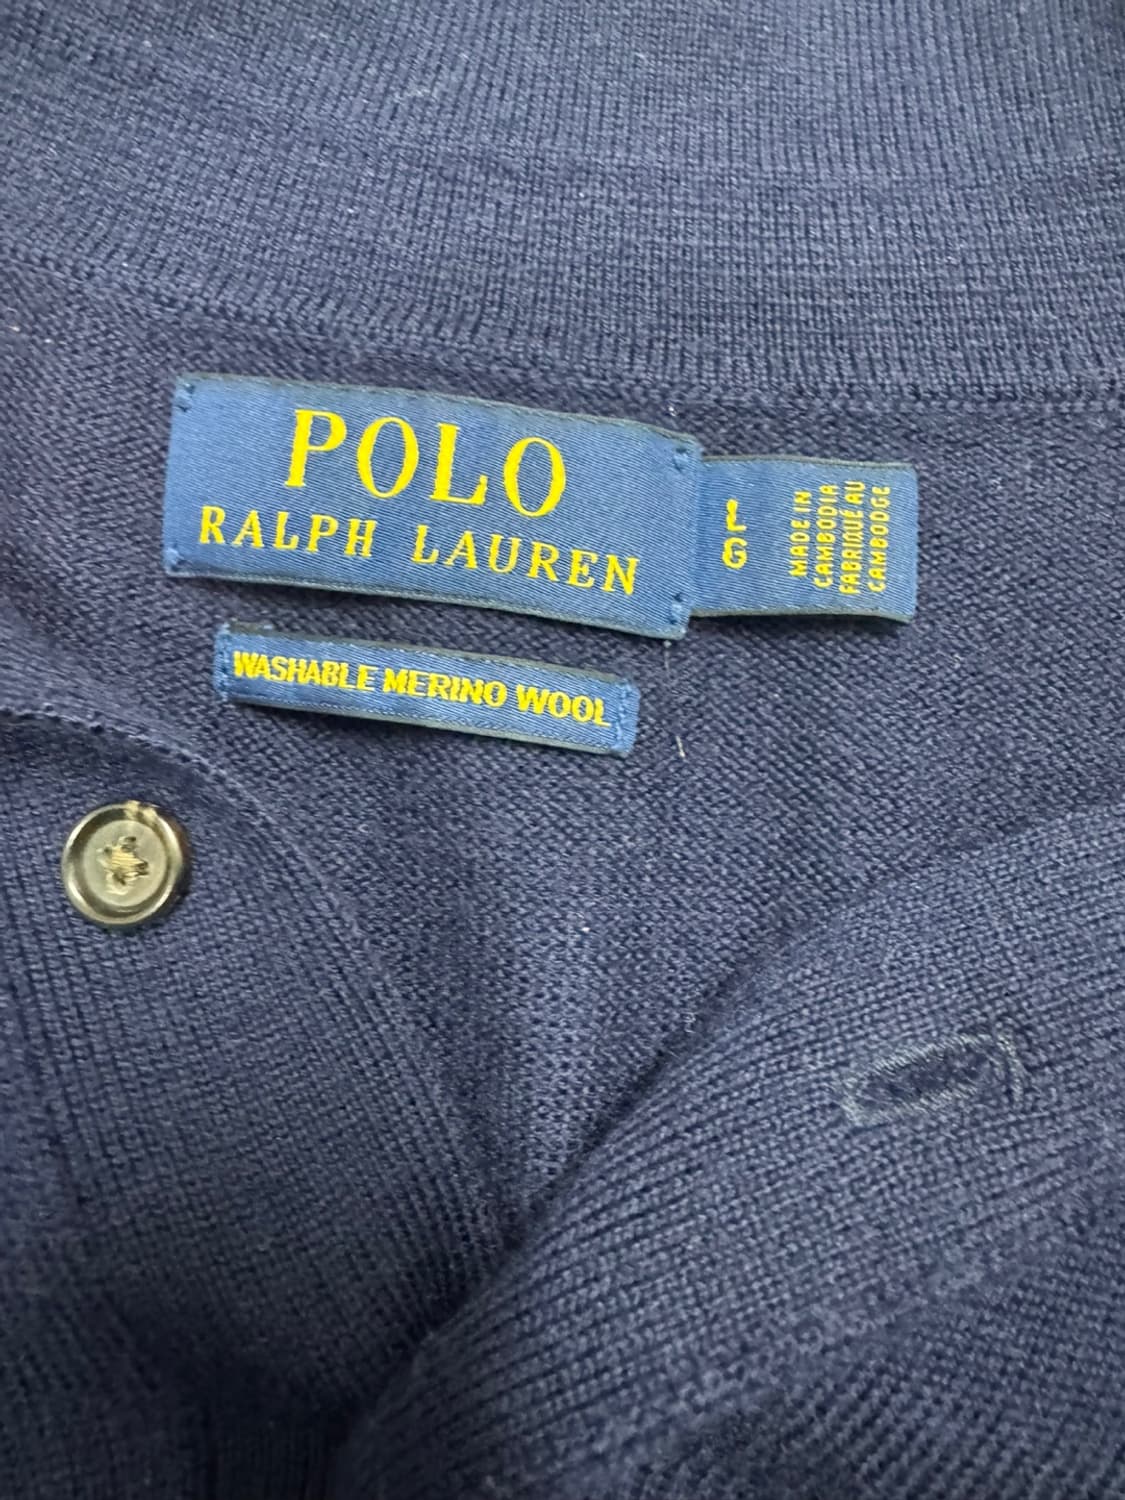 POLO
RALPH LAUREN
L
G
MADE IN
CAMBODIA
FABRIQUÉ AU
CAMBODGE
WASHABLE MERINO WOOL